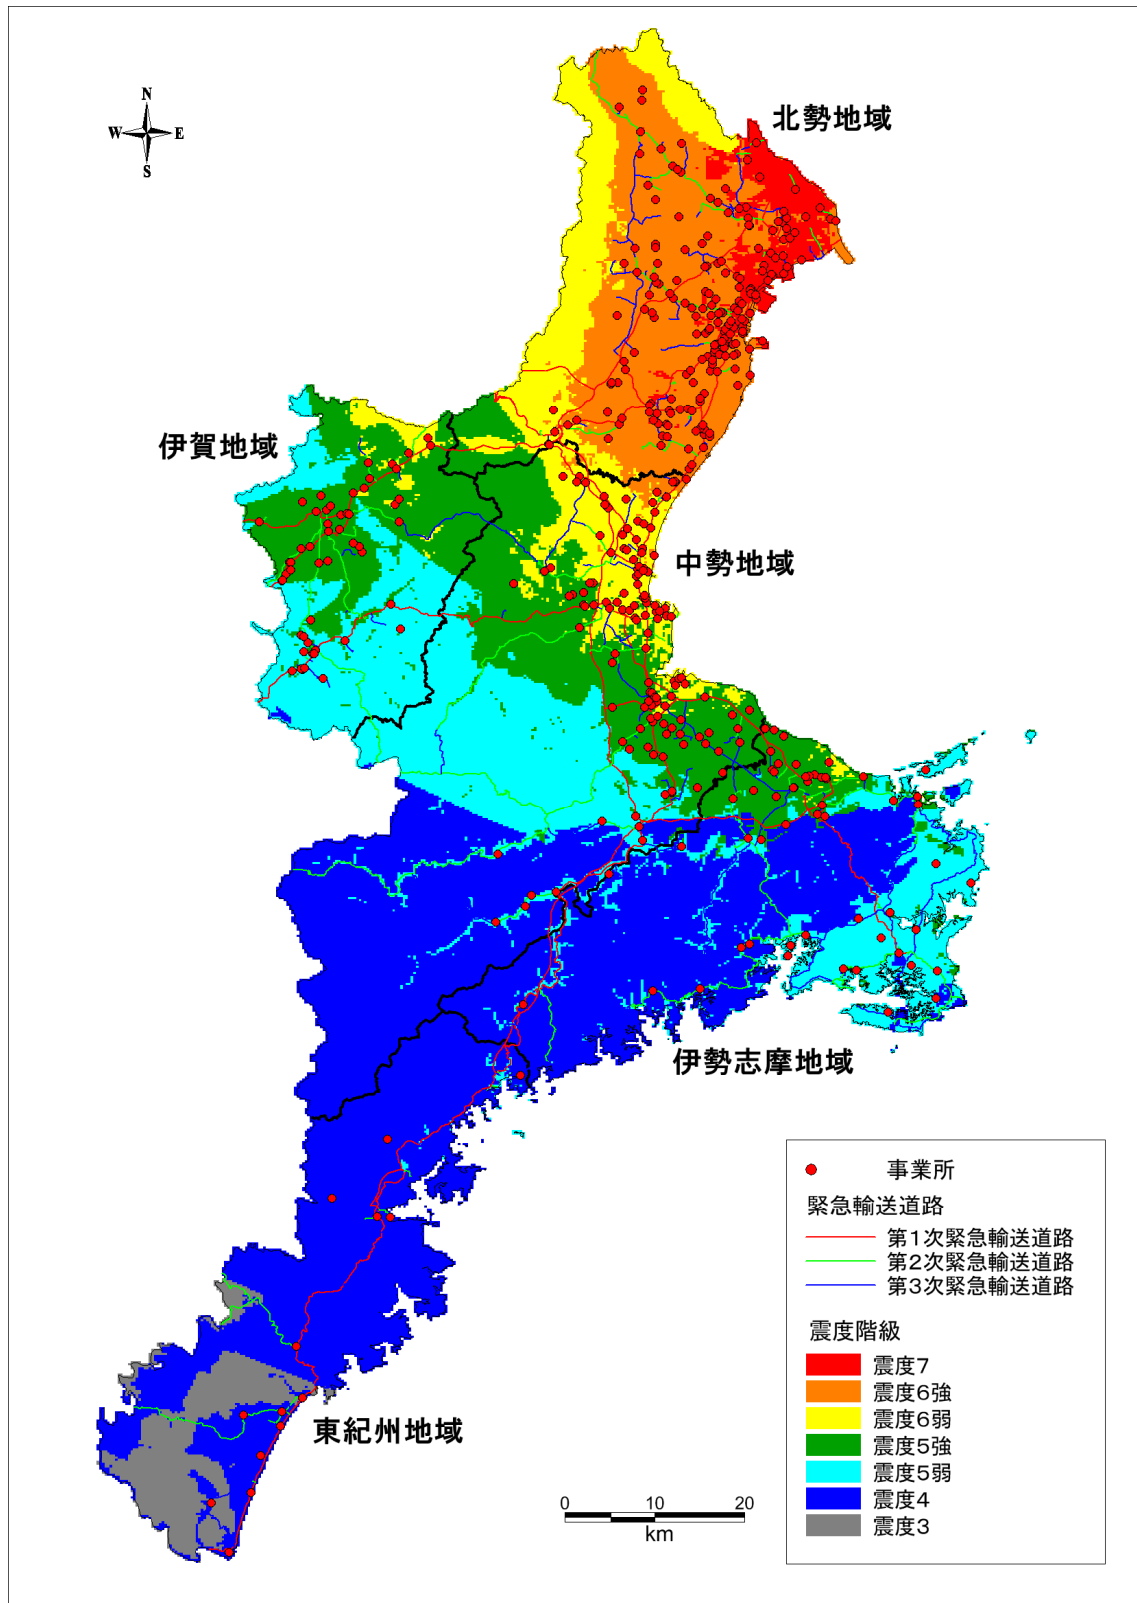 N
W E
S
北勢地域
伊賀地域
中勢地域
伊勢志摩地域
東紀州地域
事業所
緊急輸送道路
第1次緊急輸送道路
第2次緊急輸送道路
第3次緊急輸送道路
震度階級
震度7
震度6強
震度6弱
震度5強
震度5弱
震度4
震度3
0 10 20
km